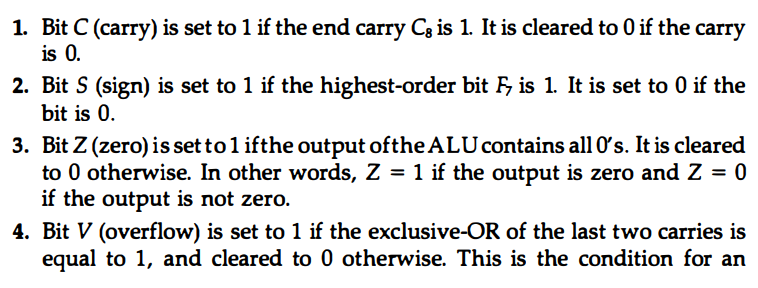 1. Bit C (carry) is set to 1 if the end carry C₈ is 1. It is cleared to 0 if the carry
is 0.
2. Bit S (sign) is set to 1 if the highest-order bit F₇ is 1. It is set to 0 if the
bit is 0.
3. Bit Z (zero) is set to 1 if the output of the ALU contains all 0's. It is cleared
to 0 otherwise. In other words, Z = 1 if the output is zero and Z = 0
if the output is not zero.
4. Bit V (overflow) is set to 1 if the exclusive-OR of the last two carries is
equal to 1, and cleared to 0 otherwise. This is the condition for an